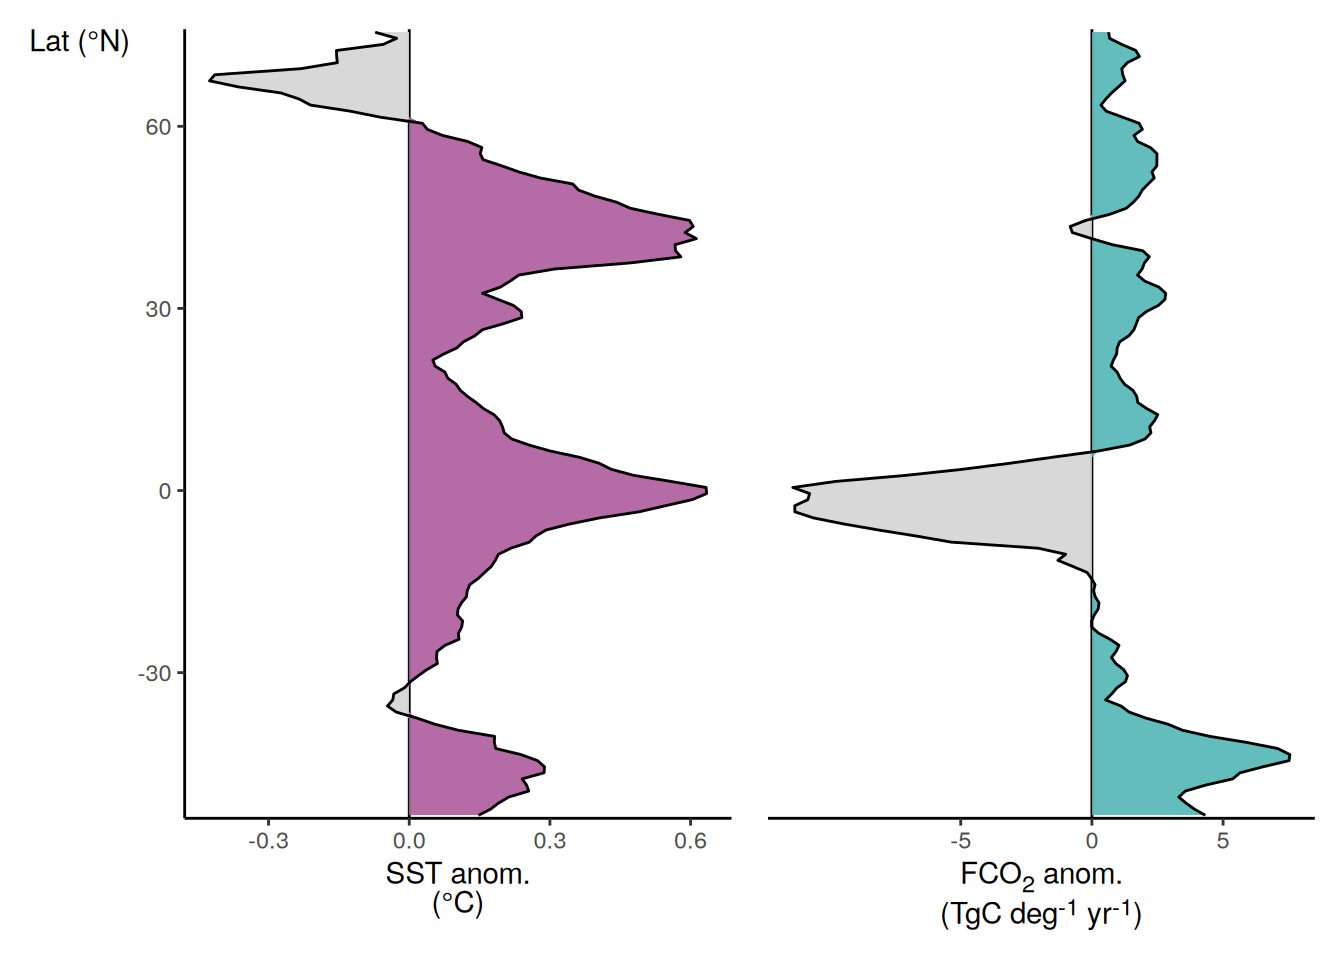 Lat (°N)
60
30
0
-30
-0.3 0.0 0.3 0.6
SST anom.
(°C)
-5 0 5
FCO₂ anom.
(TgC deg⁻¹ yr⁻¹)